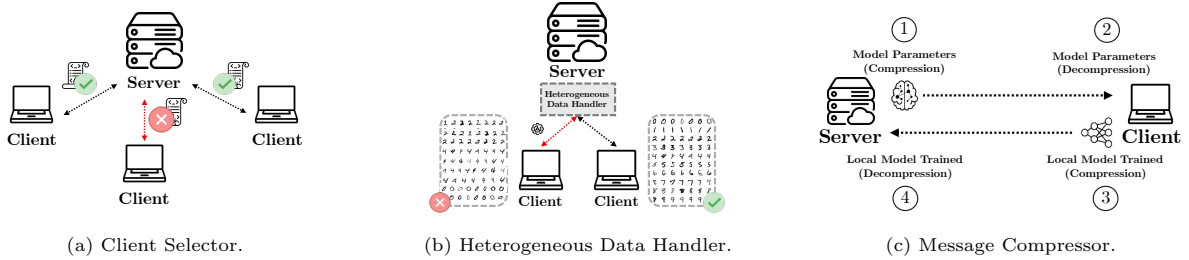 Server
Client
Client
Client
(a) Client Selector.
Server
Heterogeneous
Data Handler
Client
Client
(b) Heterogeneous Data Handler.
1
2
Model Parameters
(Compression)
Model Parameters
(Decompression)
Server
Client
Local Model Trained
(Decompression)
Local Model Trained
(Compression)
4
3
(c) Message Compressor.